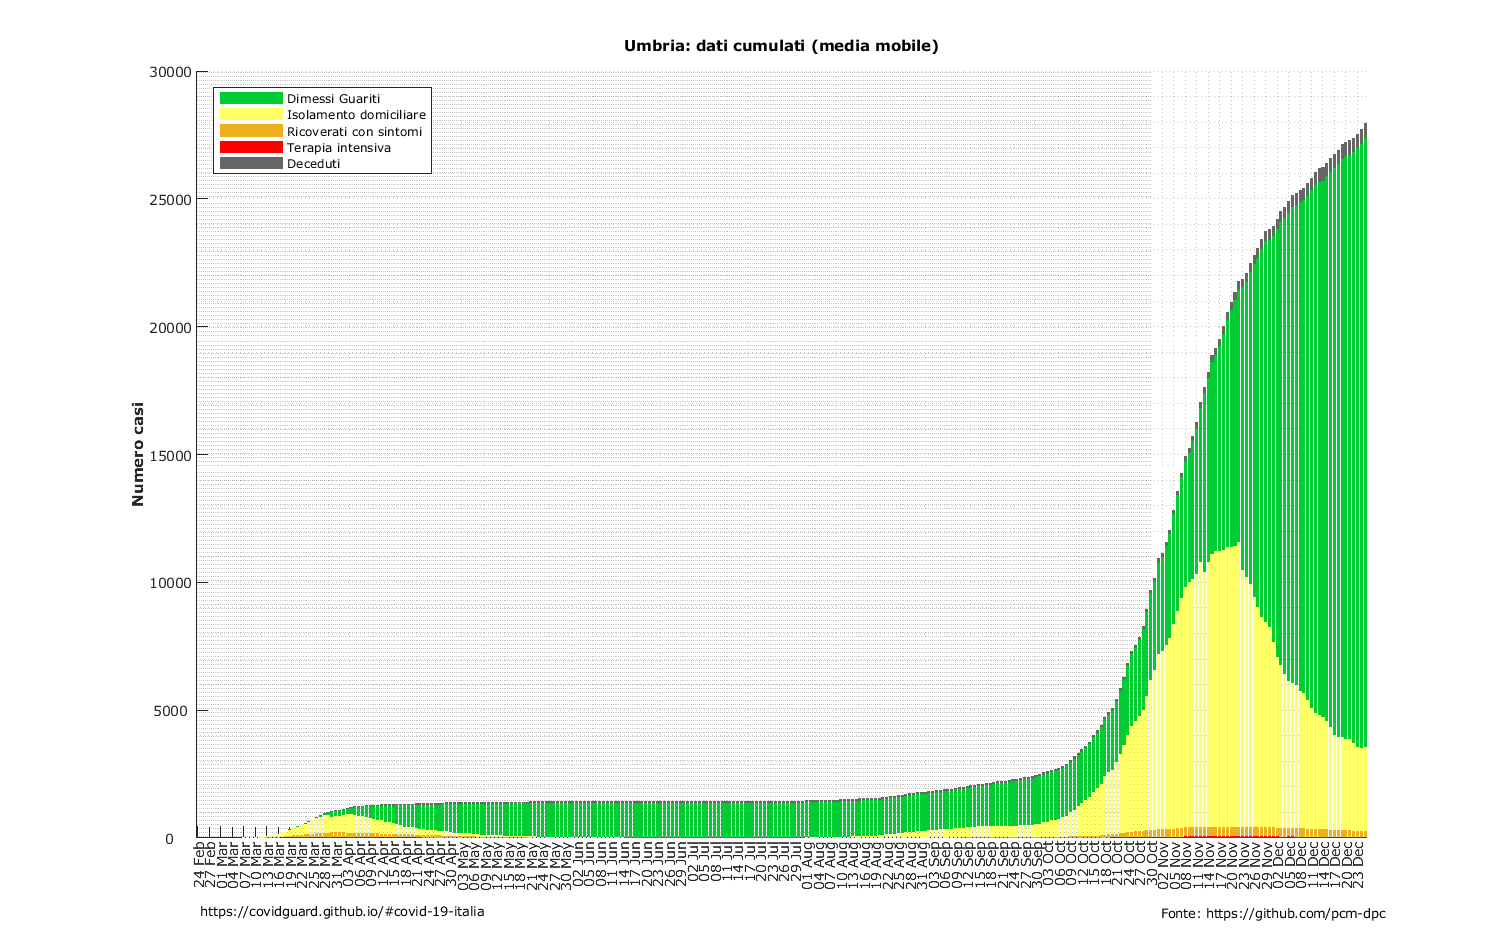 Umbria: dati cumulati (media mobile)
30000
25000
20000
15000
10000
5000
0
Numero casi
Dimessi Guariti
Isolamento domiciliare
Ricoverati con sintomi
Terapia intensiva
Deceduti
24 Feb
27 Feb
01 Mar
04 Mar
07 Mar
10 Mar
13 Mar
16 Mar
19 Mar
22 Mar
25 Mar
28 Mar
31 Mar
03 Apr
06 Apr
09 Apr
12 Apr
15 Apr
18 Apr
21 Apr
24 Apr
27 Apr
30 Apr
03 May
06 May
09 May
12 May
15 May
18 May
21 May
24 May
27 May
30 May
02 Jun
05 Jun
08 Jun
11 Jun
14 Jun
17 Jun
20 Jun
23 Jun
26 Jun
29 Jun
02 Jul
05 Jul
08 Jul
11 Jul
14 Jul
17 Jul
20 Jul
23 Jul
26 Jul
29 Jul
01 Aug
04 Aug
07 Aug
10 Aug
13 Aug
16 Aug
19 Aug
22 Aug
25 Aug
28 Aug
31 Aug
03 Sep
06 Sep
09 Sep
12 Sep
15 Sep
18 Sep
21 Sep
24 Sep
27 Sep
30 Sep
03 Oct
06 Oct
09 Oct
12 Oct
15 Oct
18 Oct
21 Oct
24 Oct
27 Oct
30 Oct
02 Nov
05 Nov
08 Nov
11 Nov
14 Nov
17 Nov
20 Nov
23 Nov
26 Nov
29 Nov
02 Dec
05 Dec
08 Dec
11 Dec
14 Dec
17 Dec
20 Dec
23 Dec
https://covidguard.github.io/#covid-19-italia
Fonte: https://github.com/pcm-dpc